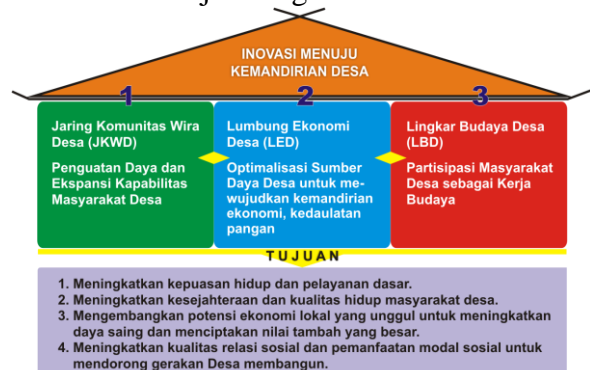 INOVASI MENUJU
KEMANDIRIAN DESA
1
2
3
Jaring Komunitas Wira
Desa (JKWD)
Penguatan Daya dan
Ekspansi Kapabilitas
Masyarakat Desa
Lumbung Ekonomi
Desa (LED)
Optimalisasi Sumber
Daya Desa untuk me-
wujudkan kemandirian
ekonomi, kedaulatan
pangan
Lingkar Budaya Desa
(LBD)
Partisipasi Masyarakat
Desa sebagai Kerja
Budaya
TUJUAN
1. Meningkatkan kepuasan hidup dan pelayanan dasar.
2. Meningkatkan kesejahteraan dan kualitas hidup masyarakat desa.
3. Mengembangkan potensi ekonomi lokal yang unggul untuk meningkatkan
daya saing dan menciptakan nilai tambah yang besar.
4. Meningkatkan kualitas relasi sosial dan pemanfaatan modal sosial untuk
mendorong gerakan Desa membangun.